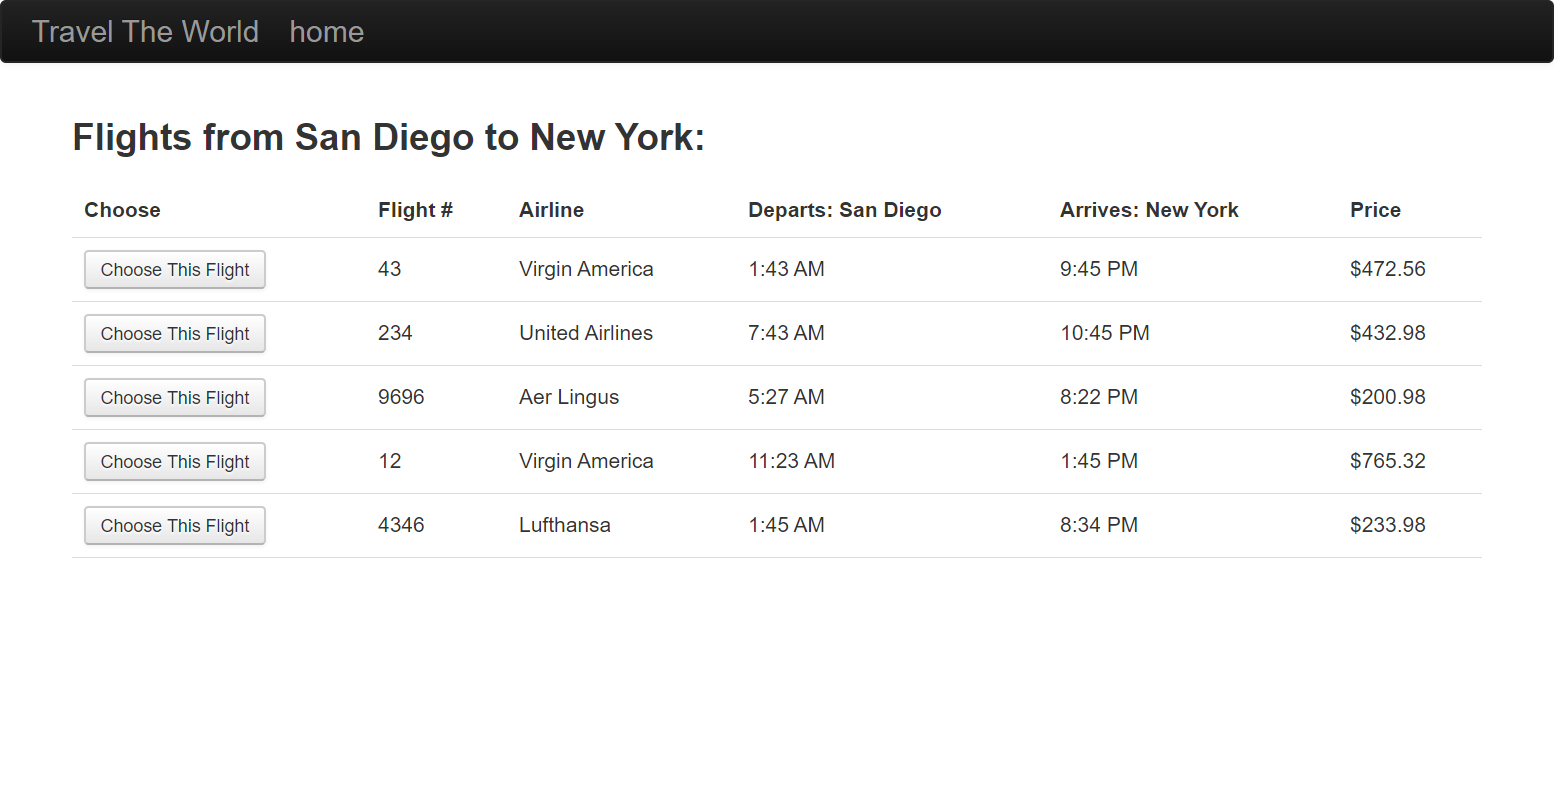 Travel The World home
Flights from San Diego to New York:
Choose Flight # Airline Departs: San Diego Arrives: New York Price
Choose This Flight 43 Virgin America 1:43 AM 9:45 PM $472.56
Choose This Flight 234 United Airlines 7:43 AM 10:45 PM $432.98
Choose This Flight 9696 Aer Lingus 5:27 AM 8:22 PM $200.98
Choose This Flight 12 Virgin America 11:23 AM 1:45 PM $765.32
Choose This Flight 4346 Lufthansa 1:45 AM 8:34 PM $233.98